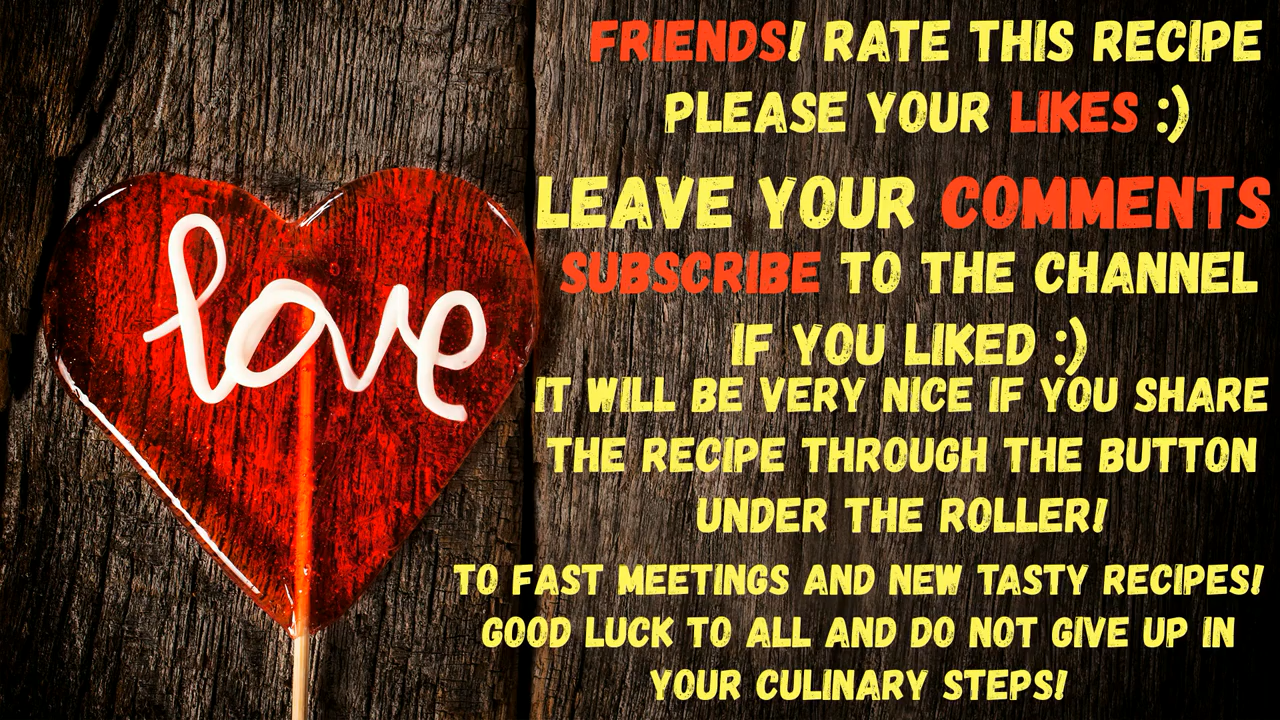 love
FRIENDS! RATE THIS RECIPE
PLEASE YOUR LIKES :)
LEAVE YOUR COMMENTS
SUBSCRIBE TO THE CHANNEL
IF YOU LIKED :)
IT WILL BE VERY NICE IF YOU SHARE
THE RECIPE THROUGH THE BUTTON
UNDER THE ROLLER!
TO FAST MEETINGS AND NEW TASTY RECIPES!
GOOD LUCK TO ALL AND DO NOT GIVE UP IN
YOUR CULINARY STEPS!